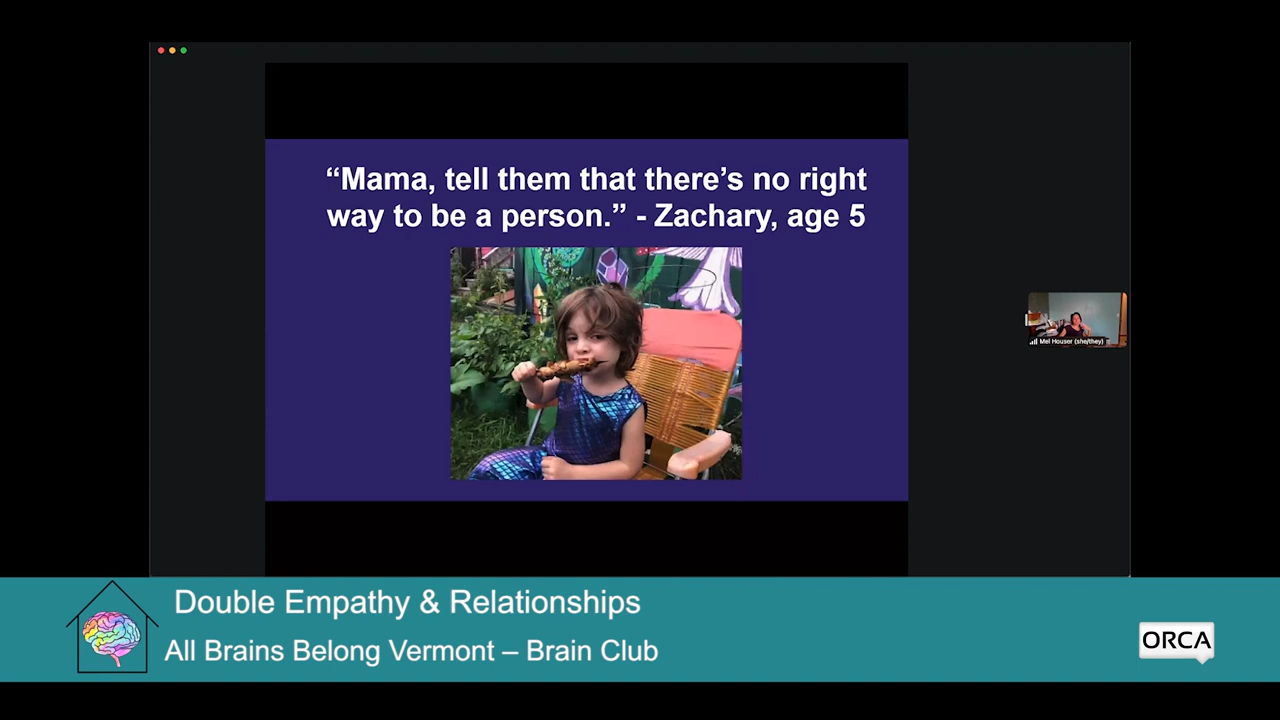 “Mama, tell them that there’s no right
way to be a person.” - Zachary, age 5
Mel Houser (she/they)
Double Empathy & Relationships
All Brains Belong Vermont – Brain Club
ORCA